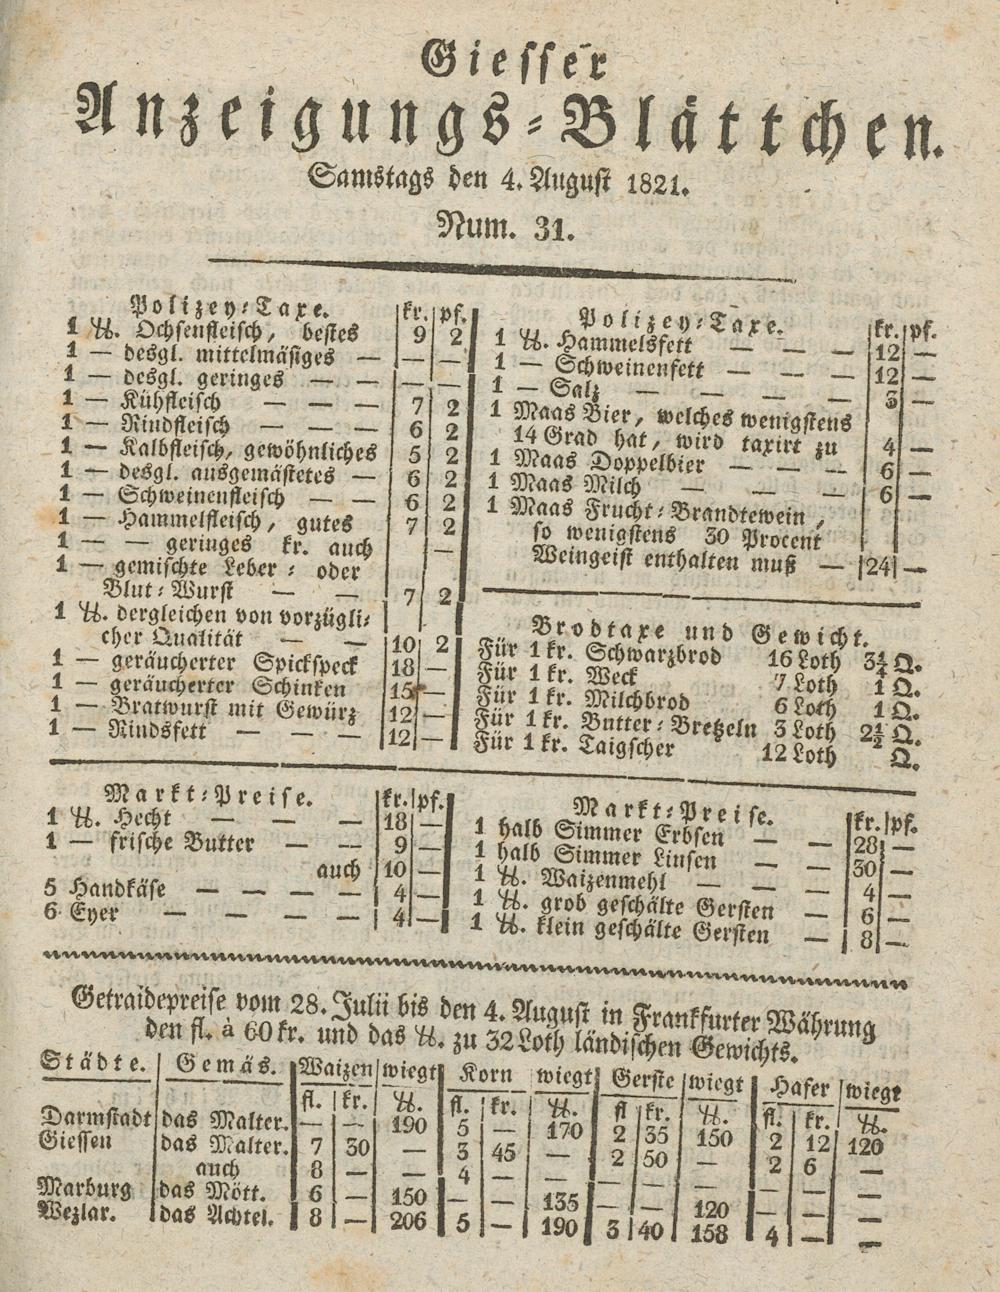 Giesser
Anzeigungs-Blättchen.
Samstags den 4. August 1821.
Num. 31.
Polizey-Taxe. kr. pf.
1 ℔. Ochsenfleisch, bestes 9 2
1 — desgl. mittelmäsiges — — —
1 — desgl. geringes — — — —
1 — Kühfleisch — — — 7 2
1 — Rindfleisch — — — 6 2
1 — Kalbfleisch, gewöhnliches 5 2
1 — desgl. ausgemästetes — 6 2
1 — Schweinenfleisch — — 6 2
1 — Hammelfleisch, gutes 7 2
1 — — geringes kr. auch —
1 — gemischte Leber- oder
Blut-Wurst — — 7 2
1 ℔. dergleichen von vorzügli-
cher Qualität — — 10 2
1 — geräucherter Spickspeck 18 —
1 — geräucherter Schinken 15 —
1 — Bratwurst mit Gewürz 12 —
1 — Rindsfett — — — 12 —
Polizey-Taxe. kr. pf.
1 ℔. Hammelsfett — — — 12 —
1 — Schweinenfett — — — 12 —
1 — Salz — — — — 3 —
1 Maas Bier, welches wenigstens
14 Grad hat, wird taxirt zu 4 —
1 Maas Doppelbier — — — 6 —
1 Maas Milch — — — 6 —
1 Maas Frucht-Brandtewein,
so wenigstens 30 Procent
Weingeist enthalten muß — 24 —
Brodtaxe und Gewicht.
Für 1 kr. Schwarzbrod 16 Loth 3¼ Q.
Für 1 kr. Weck 7 Loth 1 Q.
Für 1 kr. Milchbrod 6 Loth 1 Q.
Für 1 kr. Butter-Bretzeln 3 Loth 2½ Q.
Für 1 kr. Taigscher 12 Loth Q.
Markt-Preise. kr. pf.
1 ℔. Hecht — — — 18 —
1 — frische Butter — 9 —
auch 10 —
5 Handkäse — — — — 4 —
6 Eyer — — — — 4 —
Markt-Preise. kr. pf.
1 halb Simmer Erbsen — — 28 —
1 halb Simmer Linsen — — 30 —
1 ℔. Waizenmehl — — — 4 —
1 ℔. grob geschälte Gersten — 6 —
1 ℔. klein geschälte Gersten — 8 —
Getraidepreise vom 28. Julii bis den 4. August in Frankfurter Währung
den fl. à 60 kr. und das ℔. zu 32 Loth ländischen Gewichts.
Städte. Gemäs. Waizen wiegt Korn wiegt Gerste wiegt Hafer wiegt
fl. kr. ℔. fl. kr. ℔. fl kr. ℔. fl. kr. ℔.
Darmstadt das Malter. — — 190 5 — 170 2 35 150 2 12 120
Giessen das Malter. 7 30 — 3 45 — 2 50 — 2 6 —
auch 8 — — 4 — — — — — — — —
Marburg das Mött. 6 — 150 — — 135 — — 120 — — —
Wezlar. das Achtel. 8 — 206 5 — 190 3 40 158 4 — —